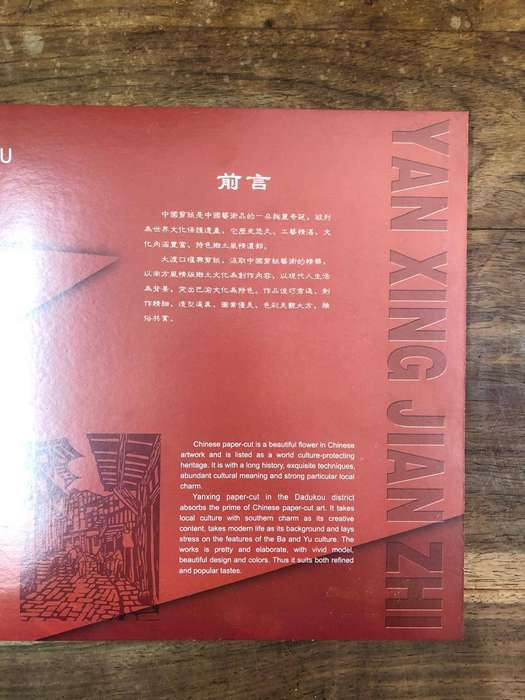 U
前言
中國剪紙是中國藝術品的一朵絢麗奇葩，被列
為世界文化保護遺產。它歷史悠久、工藝精湛、文
化內涵豐富、特色鄉土氣精濃郁。
大渡口堰興剪紙，汲取中國剪紙藝術的精華，
以南方風情版鄉土文化為創作內容，以現代人生活
為背景，突出巴渝文化為特色。作品巧、制
作精細、造型逼真、圖案優美、色彩美觀大方、雅
俗共賞。
Chinese paper-cut is a beautiful flower in Chinese
artwork and is listed as a world culture-protecting
heritage. It is with a long history, exquisite techniques,
abundant cultural meaning and strong particular local
charm.
Yanxing paper-cut in the Dadukou district
absorbs the prime of Chinese paper-cut art. It takes
local culture with southern charm as its creative
content, takes modern life as its background and lays
stress on the features of the Ba and Yu culture. The
works is pretty and elaborate, with vivid model,
beautiful design and colors. Thus it suits both refined
and popular tastes.
YAN XING JIAN ZHI